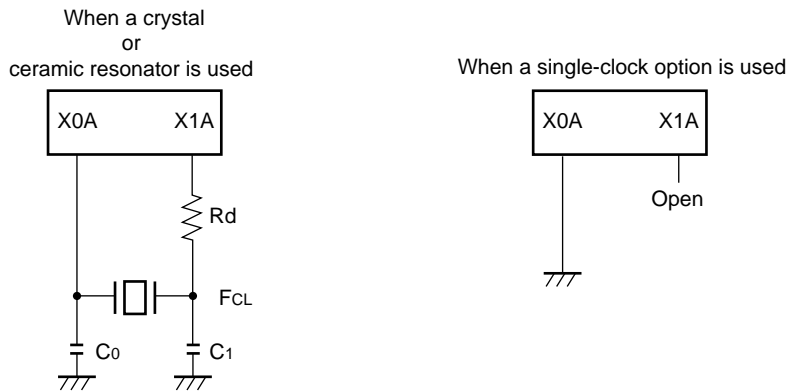 When a crystal
or
ceramic resonator is used
X0A X1A
Rd
FCL
C0 C1
When a single-clock option is used
X0A X1A
Open